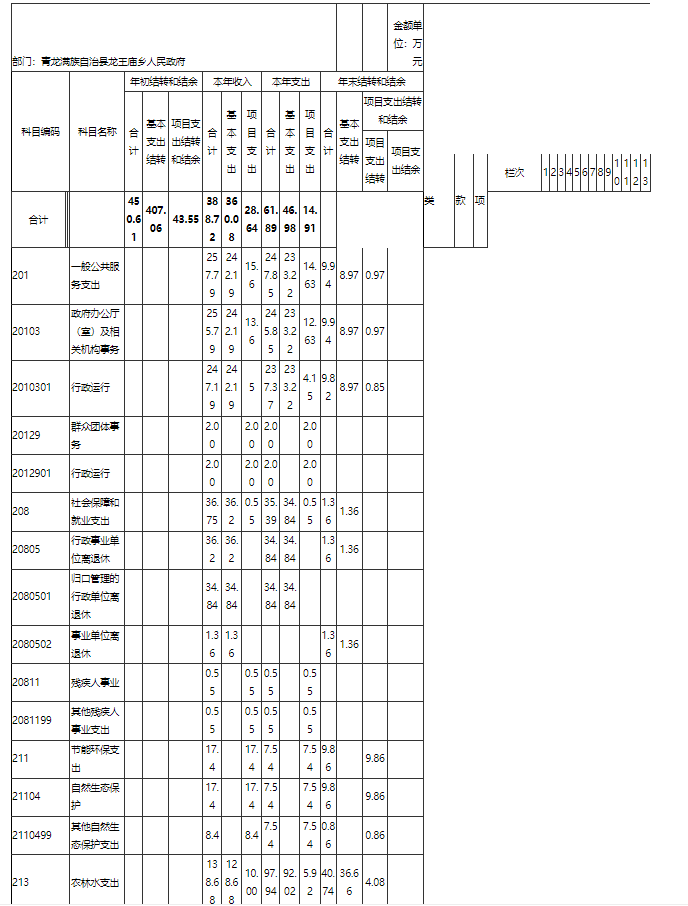 金额单位：万元
部门：青龙满族自治县龙王庙乡人民政府
科目编码 科目名称 年初结转和结余 本年收入 本年支出 年末结转和结余
合计 基本支出结转 项目支出结转和结余 合计 基本支出 项目支出 合计 基本支出 项目支出 合计 基本支出结转 项目支出结转和结余
项目支出结转 项目支出结余
类 款 项 栏次 1 2 3 4 5 6 7 8 9 10 11 12 13
合计 450.61 407.06 43.55 388.72 360.08 28.64 61.89 46.98 14.91
201 一般公共服务支出 257.79 242.19 15.6 247.85 233.22 14.63 9.94 8.97 0.97
20103 政府办公厅（室）及相关机构事务 255.79 242.19 13.6 245.85 233.22 12.63 9.94 8.97 0.97
2010301 行政运行 247.19 242.19 5 237.37 233.22 4.15 9.82 8.97 0.85
20129 群众团体事务 2.00 2.00 2.00 2.00
2012901 行政运行 2.00 2.00 2.00 2.00
208 社会保障和就业支出 36.75 36.2 0.55 35.39 34.84 0.55 1.36 1.36
20805 行政事业单位离退休 36.2 36.2 34.84 34.84 1.36 1.36
2080501 归口管理的行政单位离退休 34.84 34.84 34.84 34.84
2080502 事业单位离退休 1.36 1.36 1.36 1.36
20811 残疾人事业 0.55 0.55 0.55 0.55
2081199 其他残疾人事业支出 0.55 0.55 0.55 0.55
211 节能环保支出 17.4 17.4 7.54 7.54 9.86 9.86
21104 自然生态保护 17.4 17.4 7.54 7.54 9.86 9.86
2110499 其他自然生态保护支出 8.4 8.4 7.54 7.54 0.86 0.86
213 农林水支出 138.68 128.68 10.00 97.94 92.02 5.92 40.74 36.66 4.08